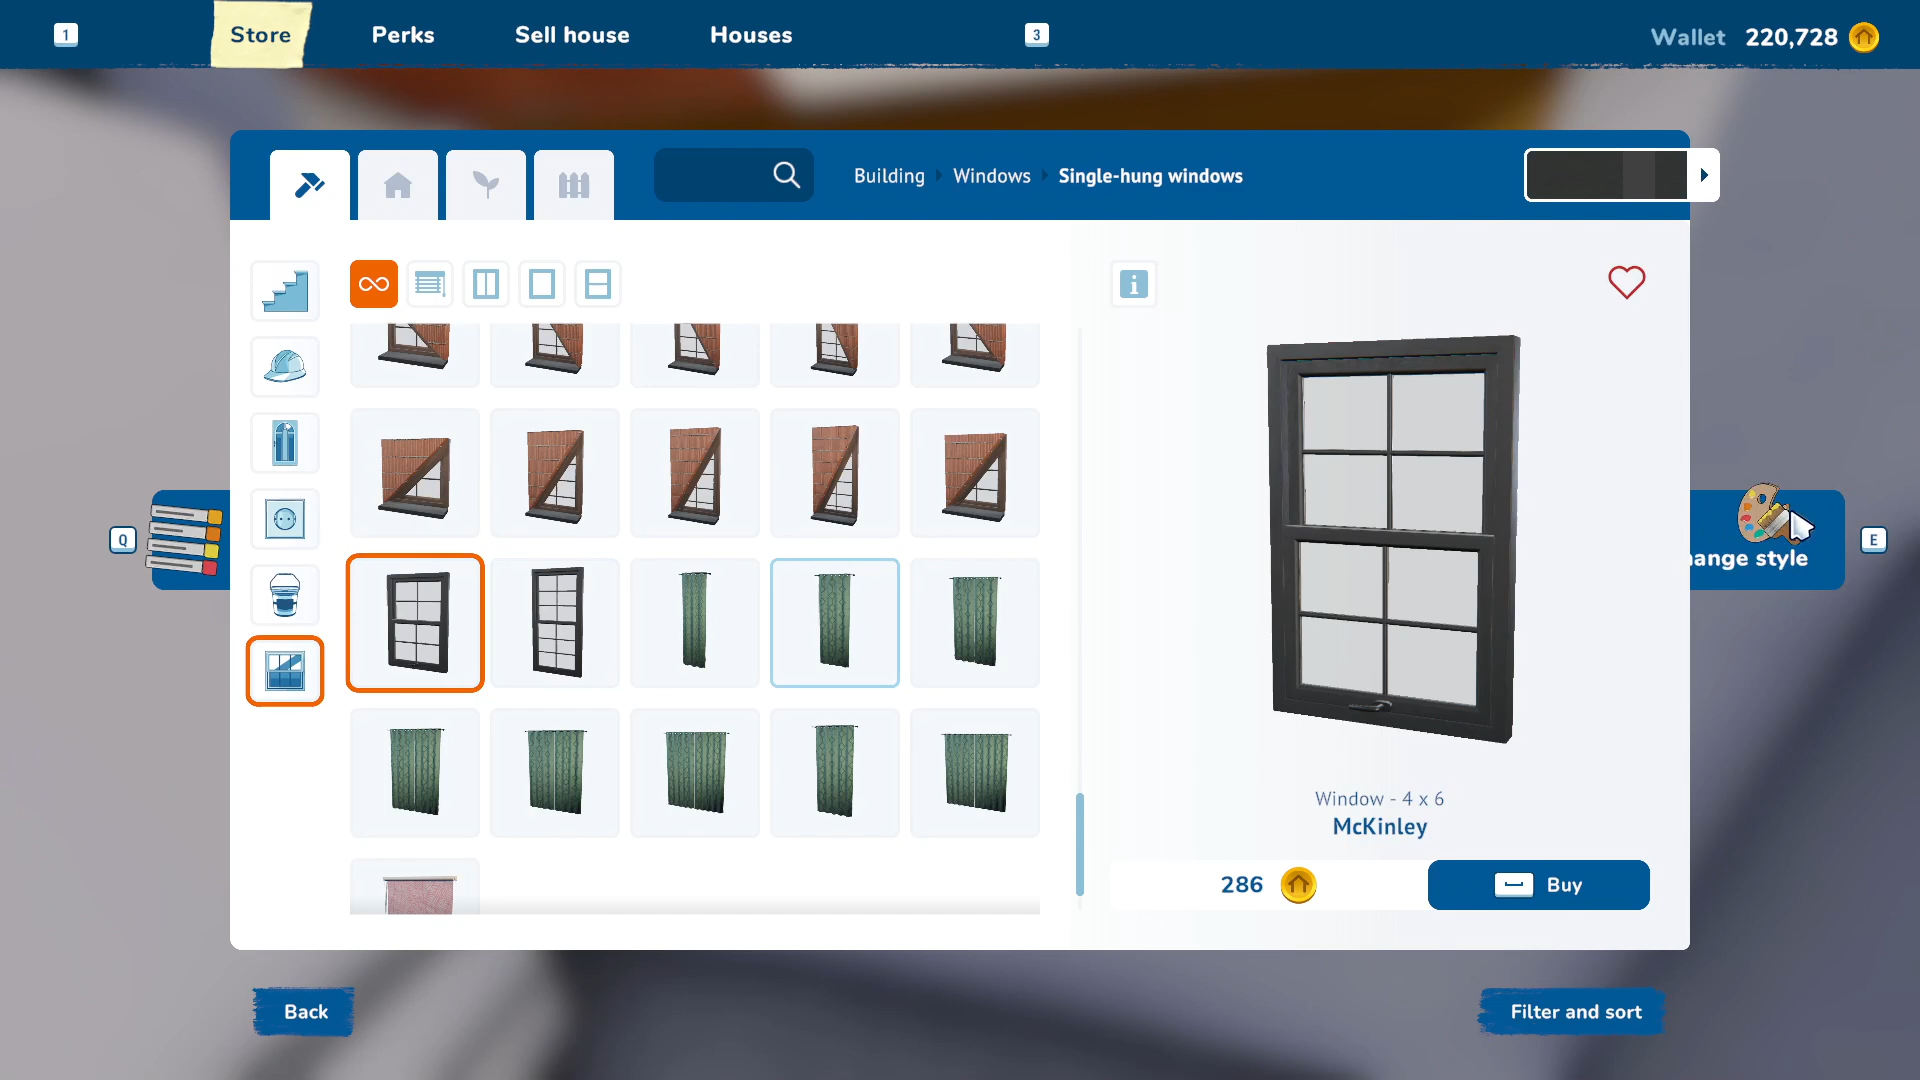 1
Store
Perks
Sell house
Houses
3
Wallet 220,728
Building
Windows
Single-hung windows
i
Q
E
ange style
Window - 4 x 6
McKinley
286
Buy
Back
Filter and sort